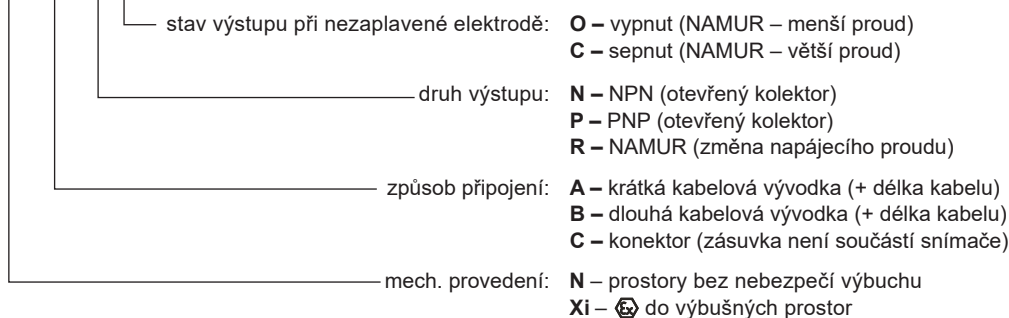 stav výstupu při nezaplavené elektrodě: O – vypnut (NAMUR – menší proud)
C – sepnut (NAMUR – větší proud)
druh výstupu: N – NPN (otevřený kolektor)
P – PNP (otevřený kolektor)
R – NAMUR (změna napájecího proudu)
způsob připojení: A – krátká kabelová vývodka (+ délka kabelu)
B – dlouhá kabelová vývodka (+ délka kabelu)
C – konektor (zásuvka není součástí snímače)
mech. provedení: N – prostory bez nebezpečí výbuchu
Xi – Ex do výbušných prostor